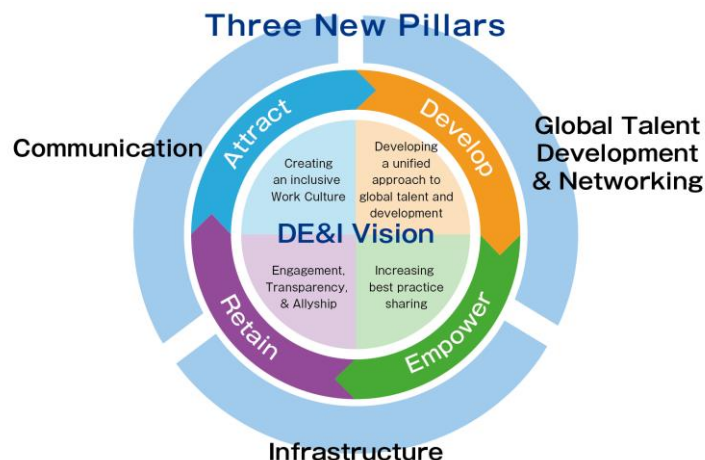 Three New Pillars
Communication
Attract
Develop
Global Talent
Development
& Networking
Creating
an inclusive
Work Culture
Developing
a unified
approach to
global talent and
development
DE&I Vision
Engagement,
Transparency,
& Allyship
Increasing
best practice
sharing
Retain
Empower
Infrastructure